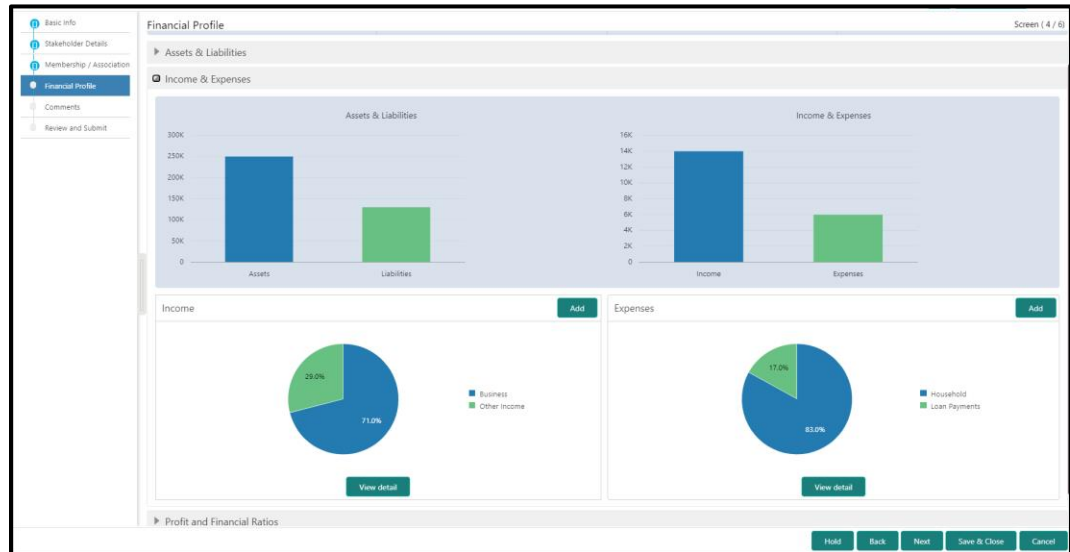 Basic Info
Stakeholder Details
Membership / Association
Financial Profile
Comments
Review and Submit
Financial Profile
Screen ( 4 / 6)
Assets & Liabilities
Income & Expenses
Assets & Liabilities
300K
250K
200K
150K
100K
50K
0
Assets
Liabilities
Income & Expenses
16K
14K
12K
10K
8K
6K
4K
2K
0
Income
Expenses
Income
Add
29.0%
71.0%
Business
Other Income
View detail
Expenses
Add
17.0%
83.0%
Household
Loan Payments
View detail
Profit and Financial Ratios
Hold
Back
Next
Save & Close
Cancel